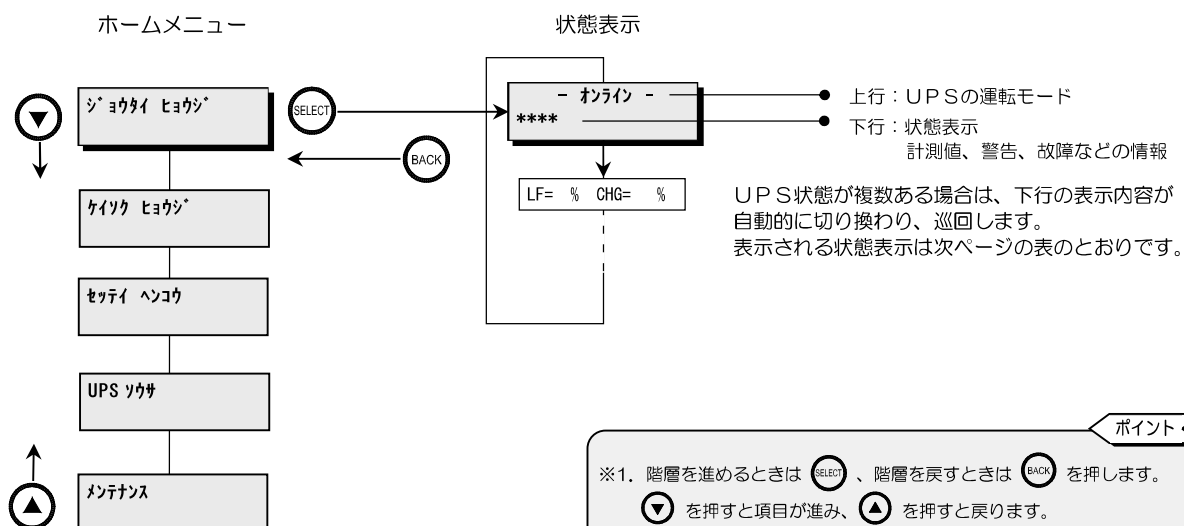 ホームメニュー
状態表示
ジョウタイ ヒョウジ
SELECT
BACK
- オンライン -
****
上行：UPSの運転モード
下行：状態表示
計測値、警告、故障などの情報
LF= % CHG= %
UPS状態が複数ある場合は、下行の表示内容が
自動的に切り換わり、巡回します。
表示される状態表示は次ページの表のとおりです。
ケイソク ヒョウジ
セッテイ ヘンコウ
UPS ソウサ
メンテナンス
ポイント
※1. 階層を進めるときは SELECT 、階層を戻すときは BACK を押します。
▼ を押すと項目が進み、▲ を押すと戻ります。